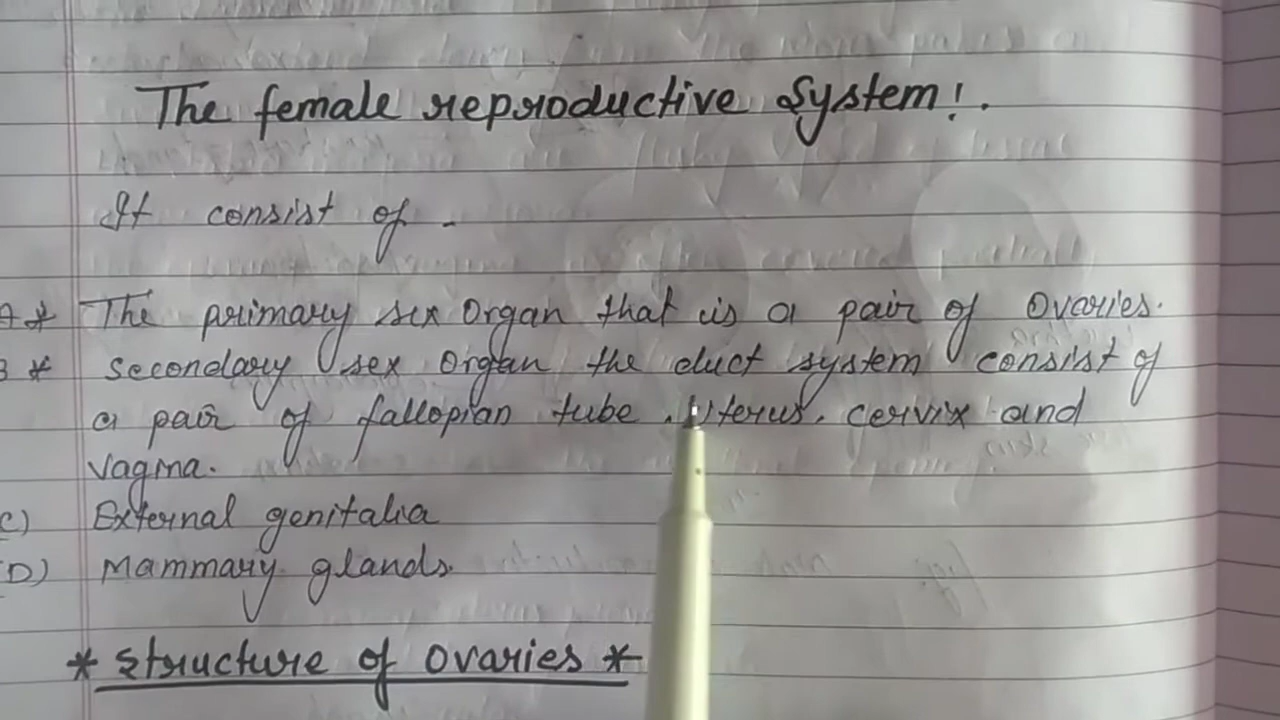 The female reproductive System!.
It consist of -
A * The primary sex Organ that is a pair of Ovaries.
B * Secondary sex Organ the duct system consist of
a pair of fallopian tube. Uterus. cervix and
vagina.
C) External genitalia
D) Mammary glands.
* Structure of Ovaries *